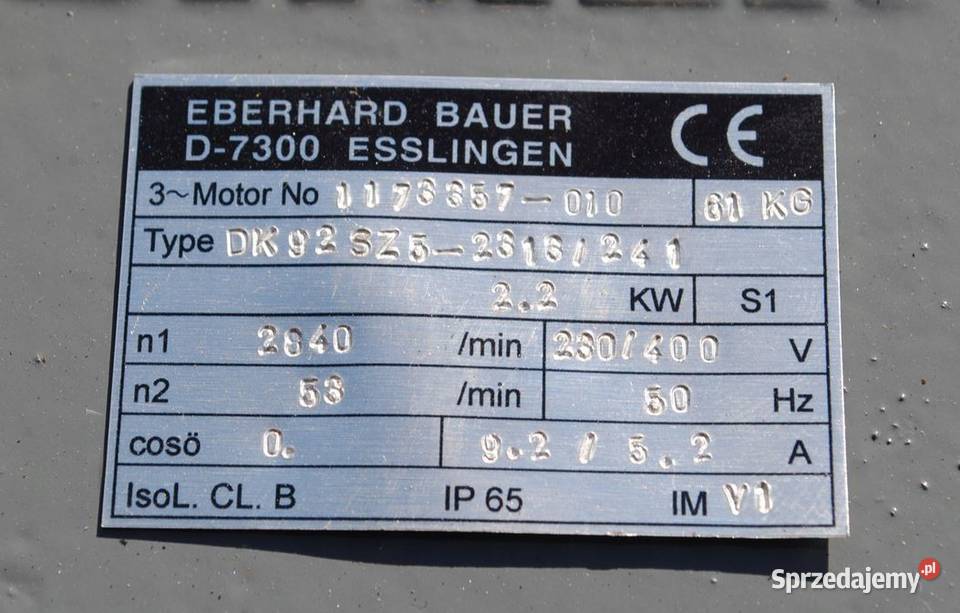 EBERHARD BAUER CE
D-7300 ESSLINGEN
3~Motor No 1173357-010 61 KG
Type DK92SZ5-2316/241
2.2 KW S1
n1 2840 /min 230/400 V
n2 53 /min 50 Hz
cosö 0. 9.2/5.2 A
IsoL. CL. B IP 65 IM V1
Sprzedajemy.pl